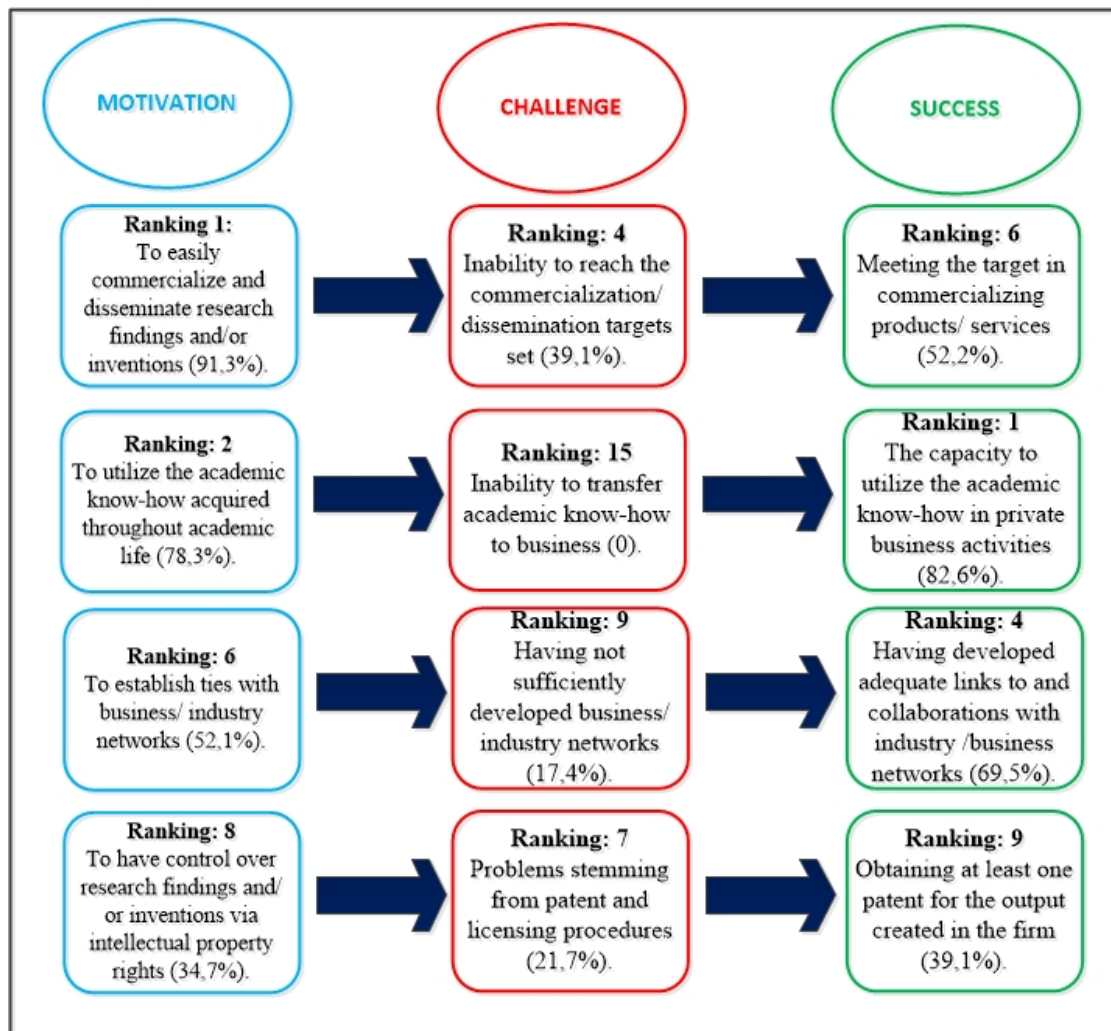 MOTIVATION
CHALLENGE
SUCCESS
Ranking 1:
To easily
commercialize and
disseminate research
findings and/or
inventions (91,3%).
Ranking: 4
Inability to reach the
commercialization/
dissemination targets
set (39,1%).
Ranking: 6
Meeting the target in
commercializing
products/ services
(52,2%).
Ranking: 2
To utilize the academic
know-how acquired
throughout academic
life (78,3%).
Ranking: 15
Inability to transfer
academic know-how
to business (0).
Ranking: 1
The capacity to
utilize the academic
know-how in private
business activities
(82,6%)
Ranking: 6
To establish ties with
business/ industry
networks (52,1%).
Ranking: 9
Having not
sufficiently
developed business/
industry networks
(17,4%).
Ranking: 4
Having developed
adequate links to and
collaborations with
industry /business
networks (69,5%).
Ranking: 8
To have control over
research findings and/
or inventions via
intellectual property
rights (34,7%).
Ranking: 7
Problems stemming
from patent and
licensing procedures
(21,7%).
Ranking: 9
Obtaining at least one
patent for the output
created in the firm
(39,1%).